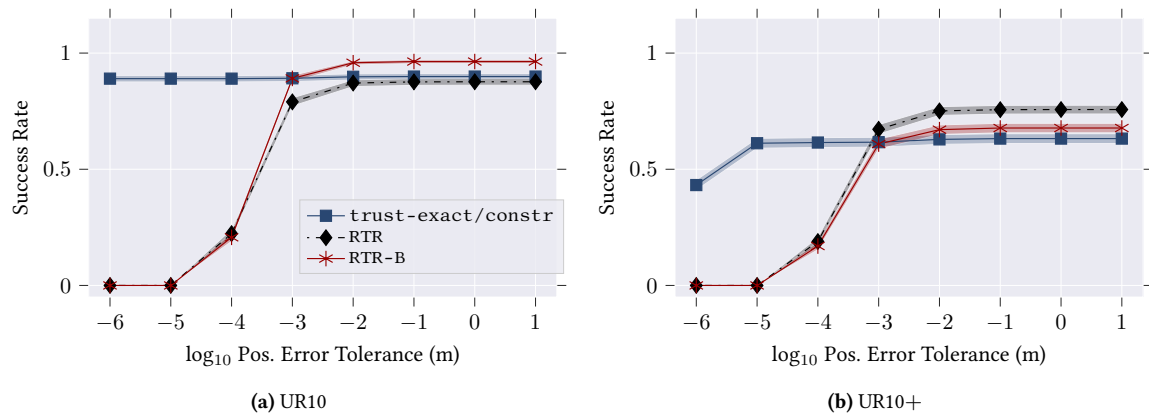 1
0.5
0
Success Rate
trust-exact/constr
RTR
RTR-B
−6 −5 −4 −3 −2 −1 0 1
log₁₀ Pos. Error Tolerance (m)
(a) UR10
1
0.5
0
Success Rate
−6 −5 −4 −3 −2 −1 0 1
log₁₀ Pos. Error Tolerance (m)
(b) UR10+